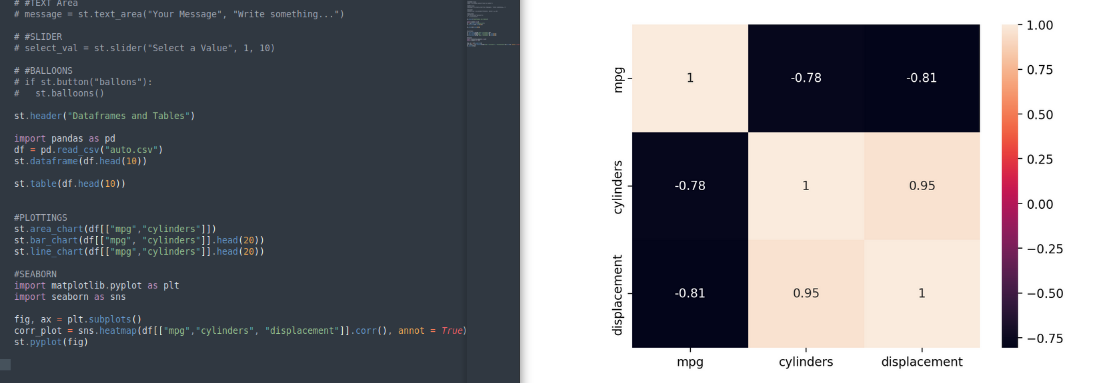 # #TEXT Area
# message = st.text_area("Your Message", "Write something...")
# #SLIDER
# select_val = st.slider("Select a Value", 1, 10)
# #BALLOONS
# if st.button("ballons"):
#   st.balloons()
st.header("Dataframes and Tables")
import pandas as pd
df = pd.read_csv("auto.csv")
st.dataframe(df.head(10))
st.table(df.head(10))
#PLOTTINGS
st.area_chart(df[["mpg","cylinders"]])
st.bar_chart(df[["mpg", "cylinders"]].head(20))
st.line_chart(df[["mpg","cylinders"]].head(20))
#SEABORN
import matplotlib.pyplot as plt
import seaborn as sns
fig, ax = plt.subplots()
corr_plot = sns.heatmap(df[["mpg","cylinders", "displacement"]].corr(), annot = True)
st.pyplot(fig)
mpg
1
-0.78
-0.81
cylinders
-0.78
1
0.95
displacement
-0.81
0.95
1
mpg
cylinders
displacement
1.00
0.75
0.50
0.25
0.00
−0.25
−0.50
−0.75